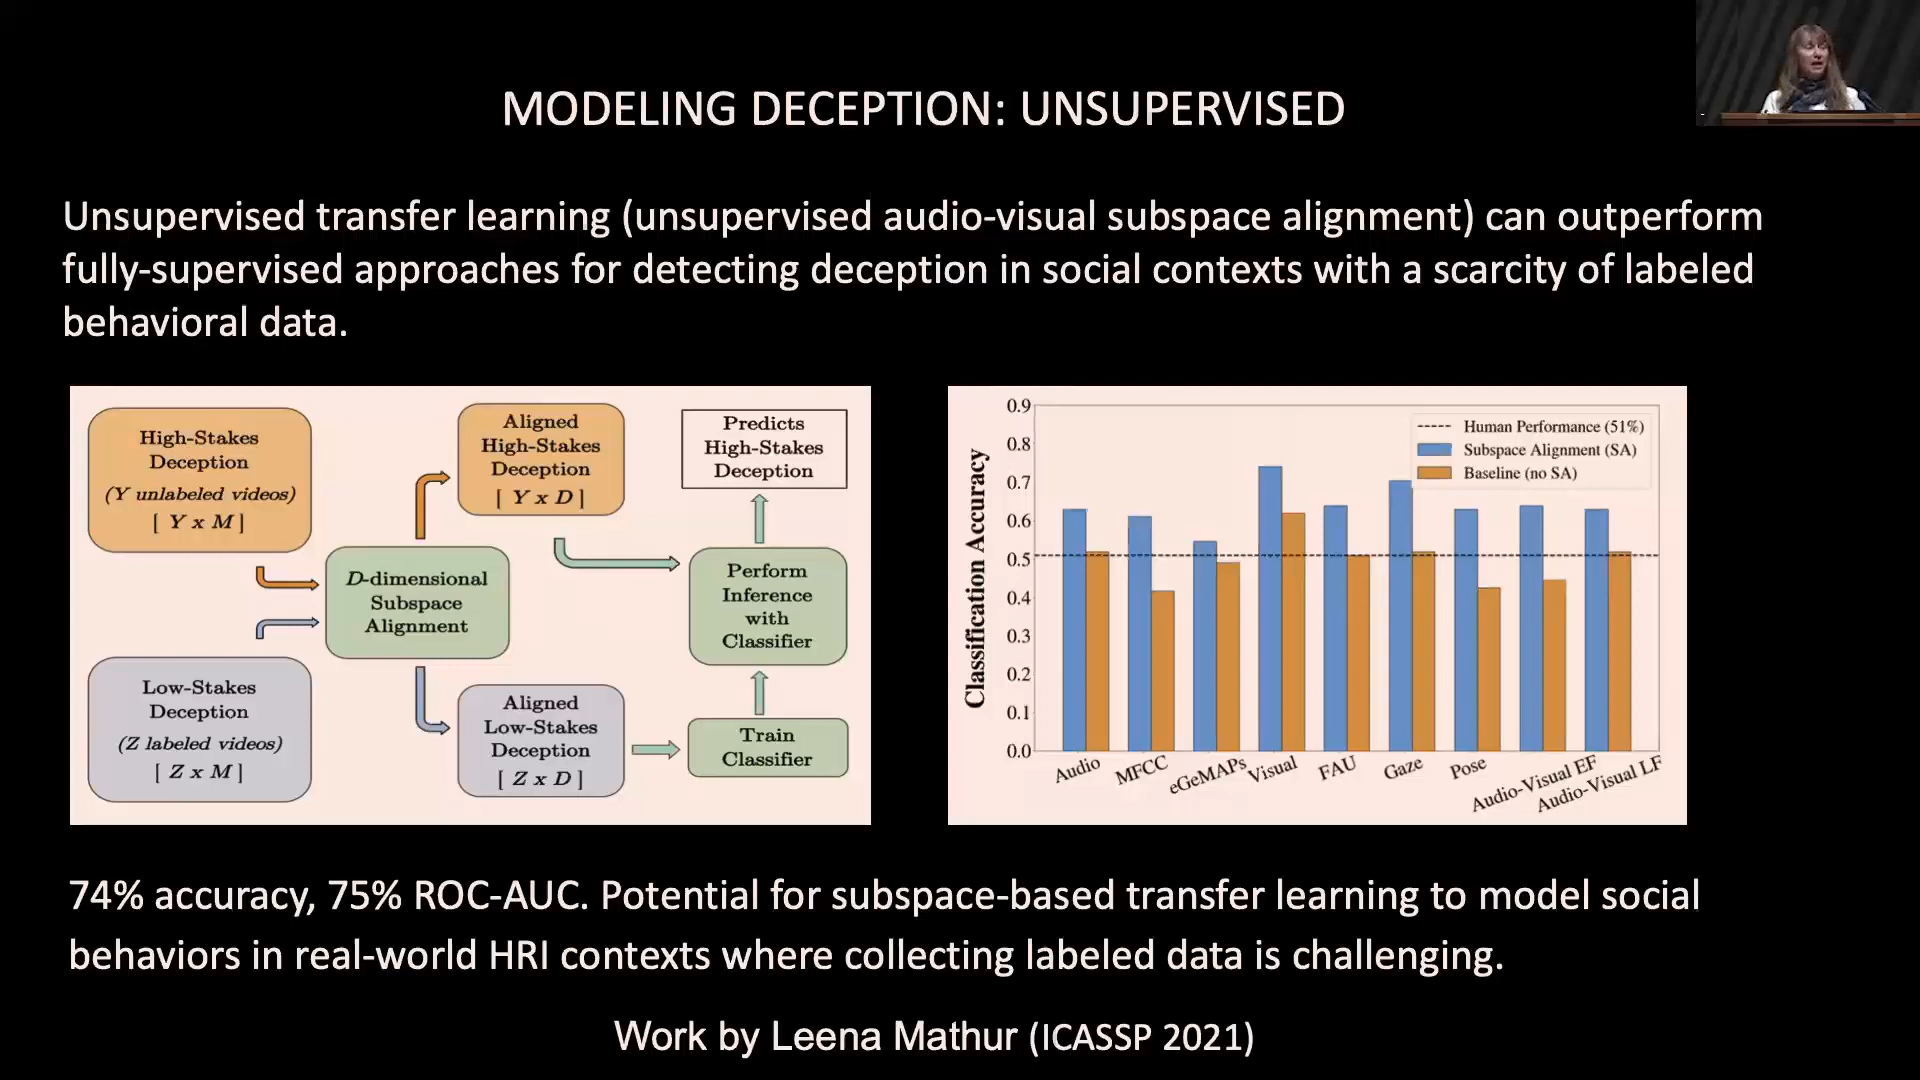 MODELING DECEPTION: UNSUPERVISED
Unsupervised transfer learning (unsupervised audio-visual subspace alignment) can outperform
fully-supervised approaches for detecting deception in social contexts with a scarcity of labeled
behavioral data.
High-Stakes
Deception
(Y unlabeled videos)
[ Y x M ]
Low-Stakes
Deception
(Z labeled videos)
[ Z x M ]
D-dimensional
Subspace
Alignment
Aligned
High-Stakes
Deception
[ Y x D ]
Aligned
Low-Stakes
Deception
[ Z x D ]
Predicts
High-Stakes
Deception
Perform
Inference
with
Classifier
Train
Classifier
Classification Accuracy
0.9
0.8
0.7
0.6
0.5
0.4
0.3
0.2
0.1
0.0
Human Performance (51%)
Subspace Alignment (SA)
Baseline (no SA)
Audio
MFCC
eGeMAPs
Visual
FAU
Gaze
Pose
Audio-Visual EF
Audio-Visual LF
74% accuracy, 75% ROC-AUC. Potential for subspace-based transfer learning to model social
behaviors in real-world HRI contexts where collecting labeled data is challenging.
Work by Leena Mathur (ICASSP 2021)